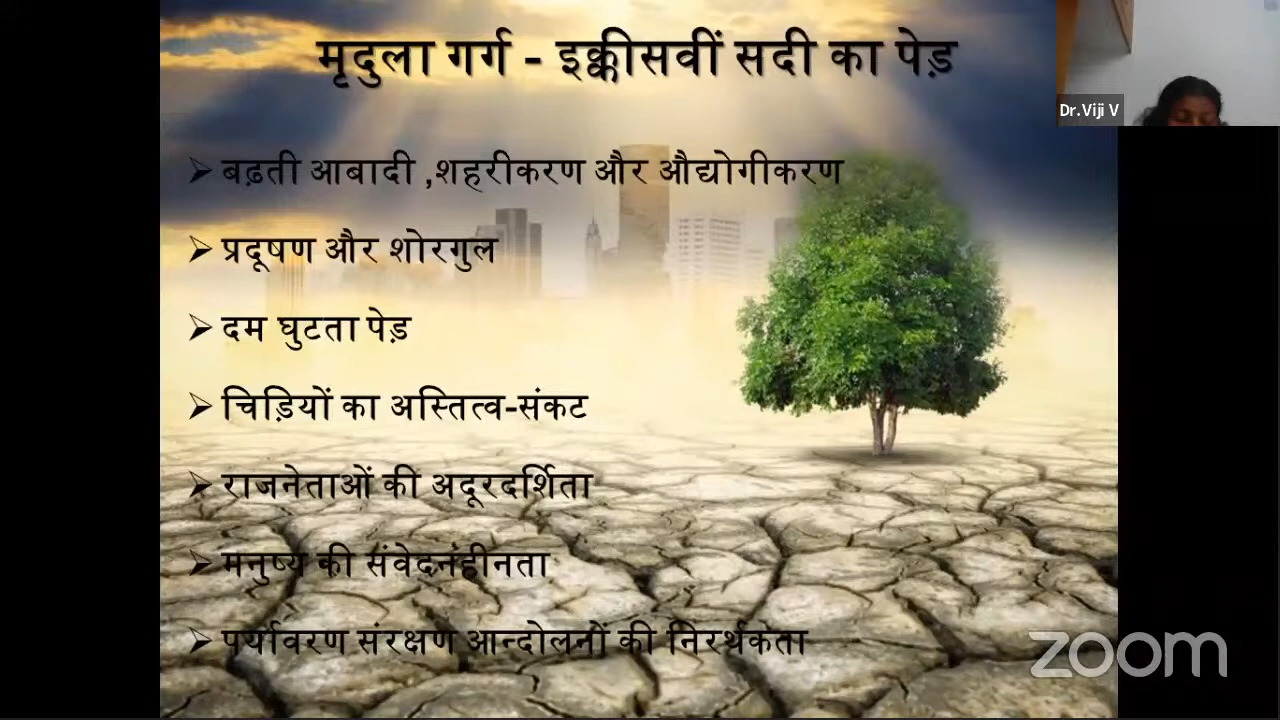 मृदुला गर्ग - इक्कीसवीं सदी का पेड़
Dr.Viji V
➢ बढ़ती आबादी ,शहरीकरण और औद्योगीकरण
➢ प्रदूषण और शोरगुल
➢ दम घुटता पेड़
➢ चिड़ियों का अस्तित्व-संकट
➢ राजनेताओं की अदूरदर्शिता
➢ मनुष्य की संवेदनहीनता
➢ पर्यावरण संरक्षण आन्दोलनों की निरर्थकता
zoom